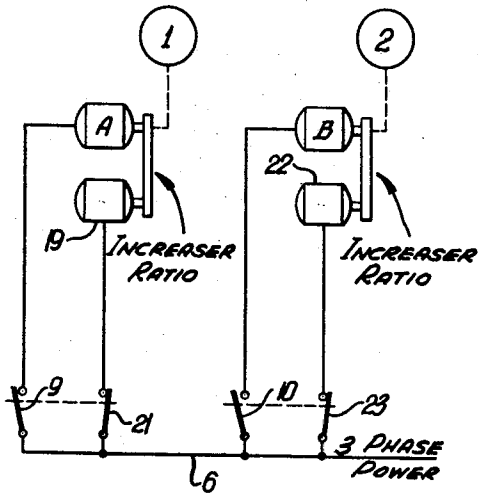 1
2
A
B
22
19
INCREASER
RATIO
INCREASER
RATIO
9
21
10
23
3 PHASE
POWER
6